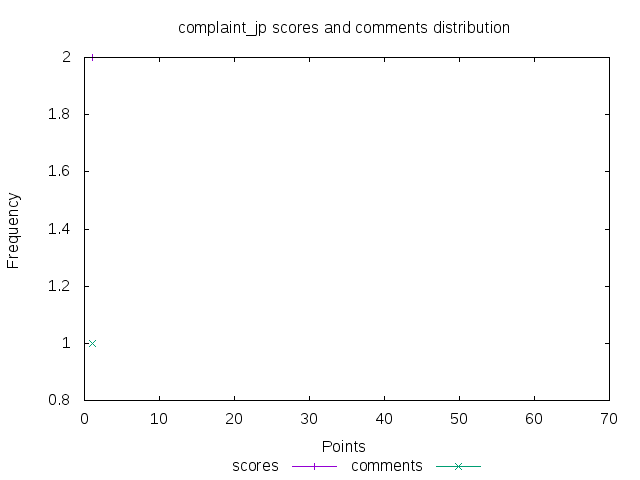 complaint_jp scores and comments distribution
2
1.8
1.6
1.4
1.2
1
0.8
Frequency
0 10 20 30 40 50 60 70
Points
scores comments